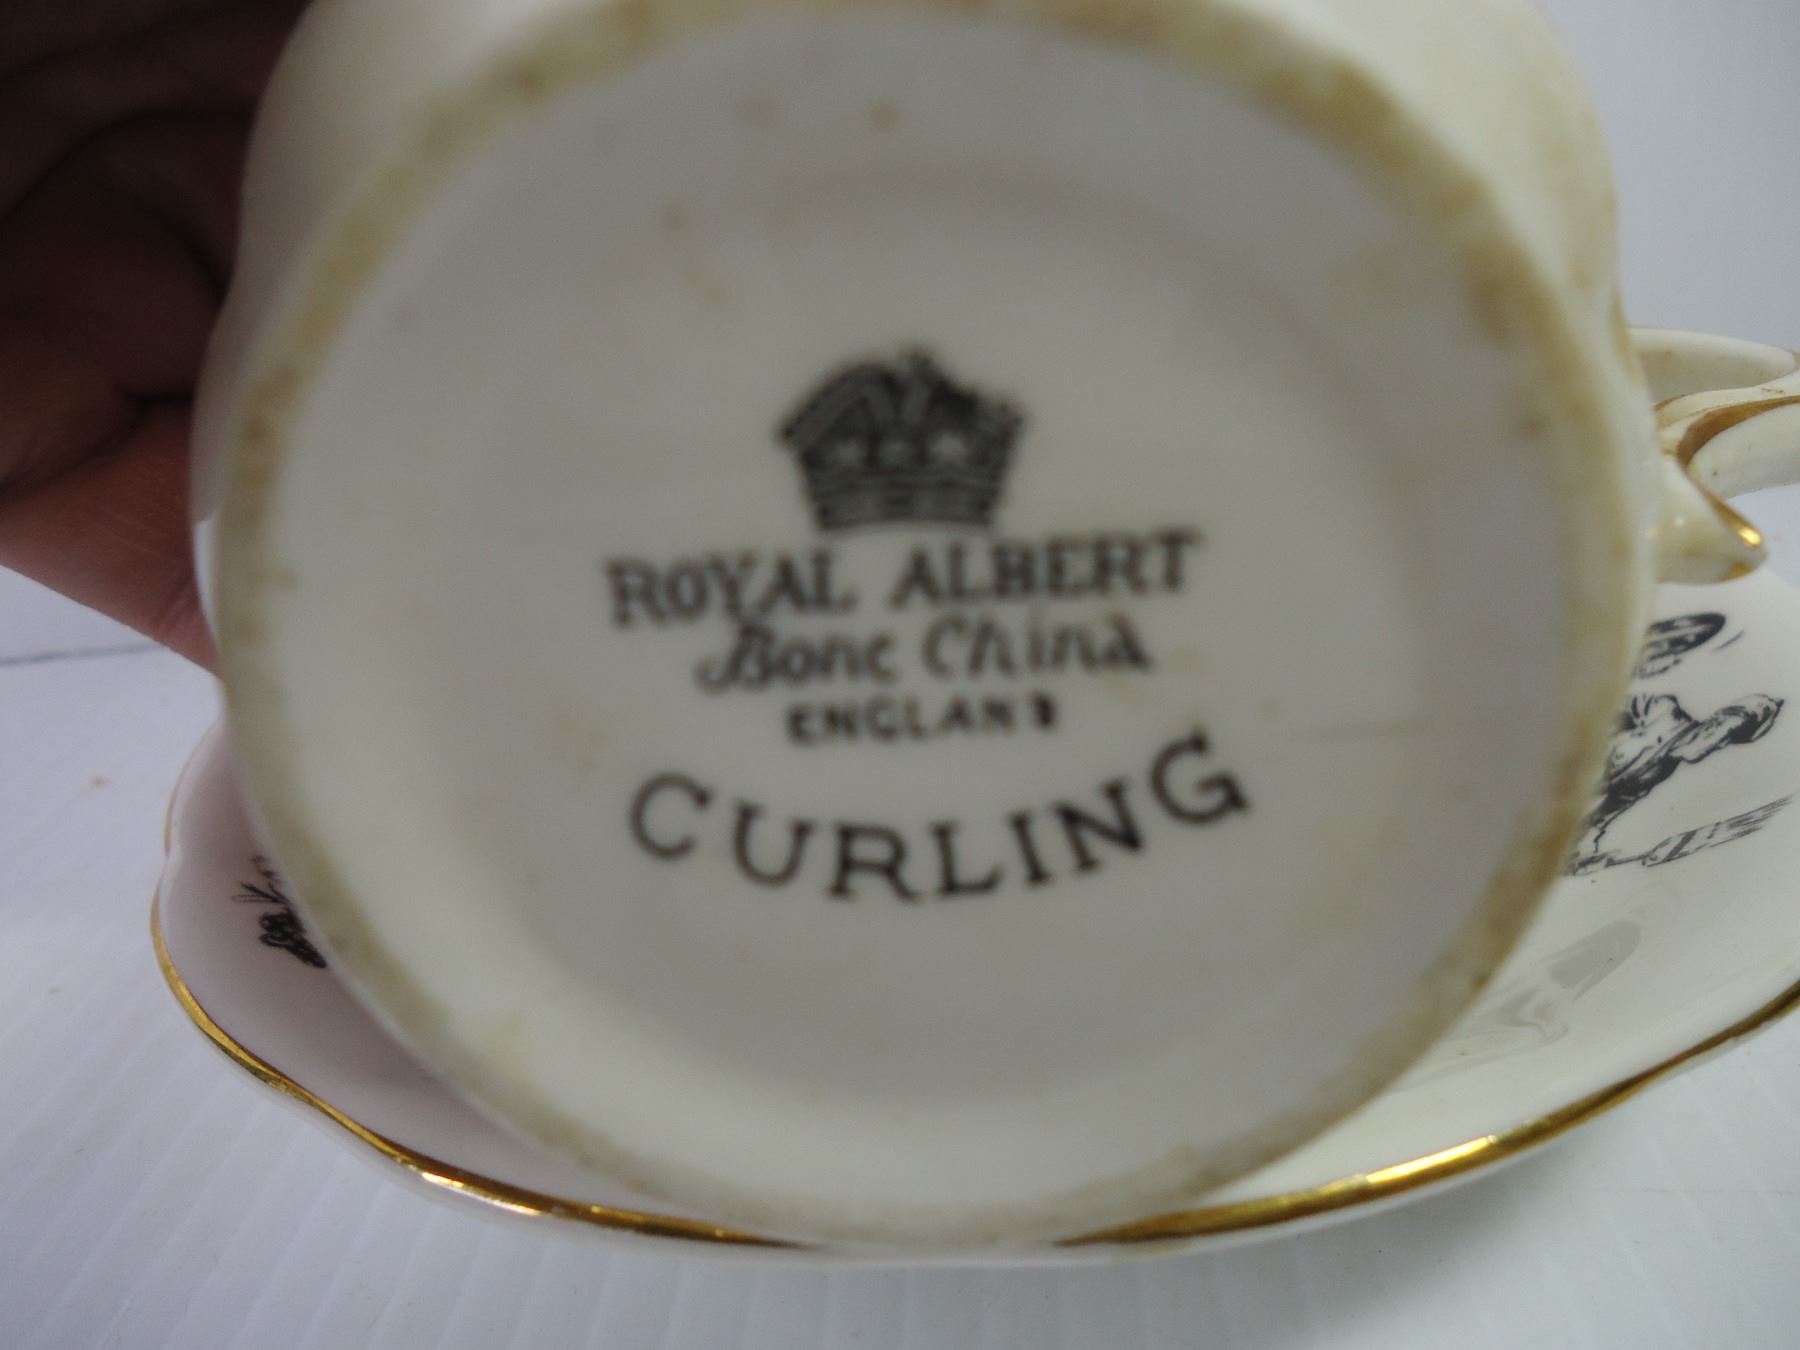 ROYAL ALBERT
Bone China
ENGLAND
CURLING